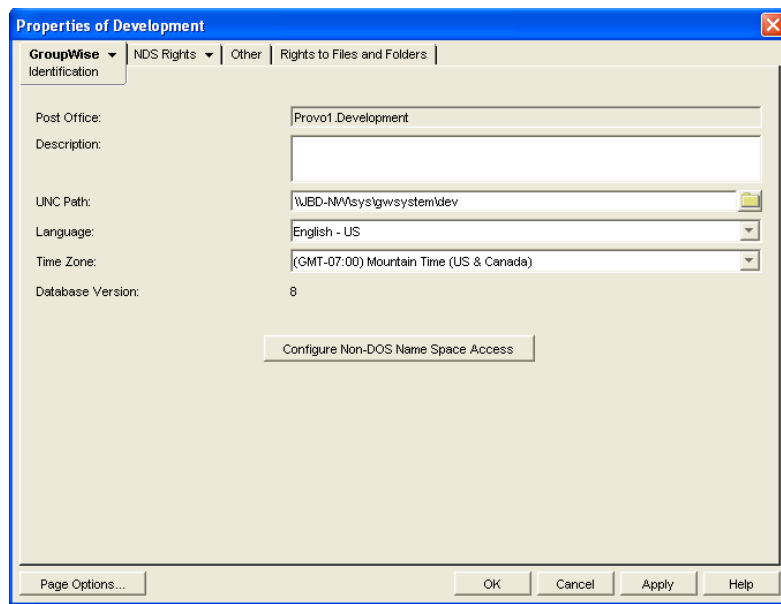 Properties of Development
GroupWise NDS Rights Other Rights to Files and Folders
Identification
Post Office: Provo1.Development
Description:
UNC Path: \\JBD-NW\sys\gwsystem\dev
Language: English - US
Time Zone: (GMT-07:00) Mountain Time (US & Canada)
Database Version: 8
Configure Non-DOS Name Space Access
Page Options... OK Cancel Apply Help